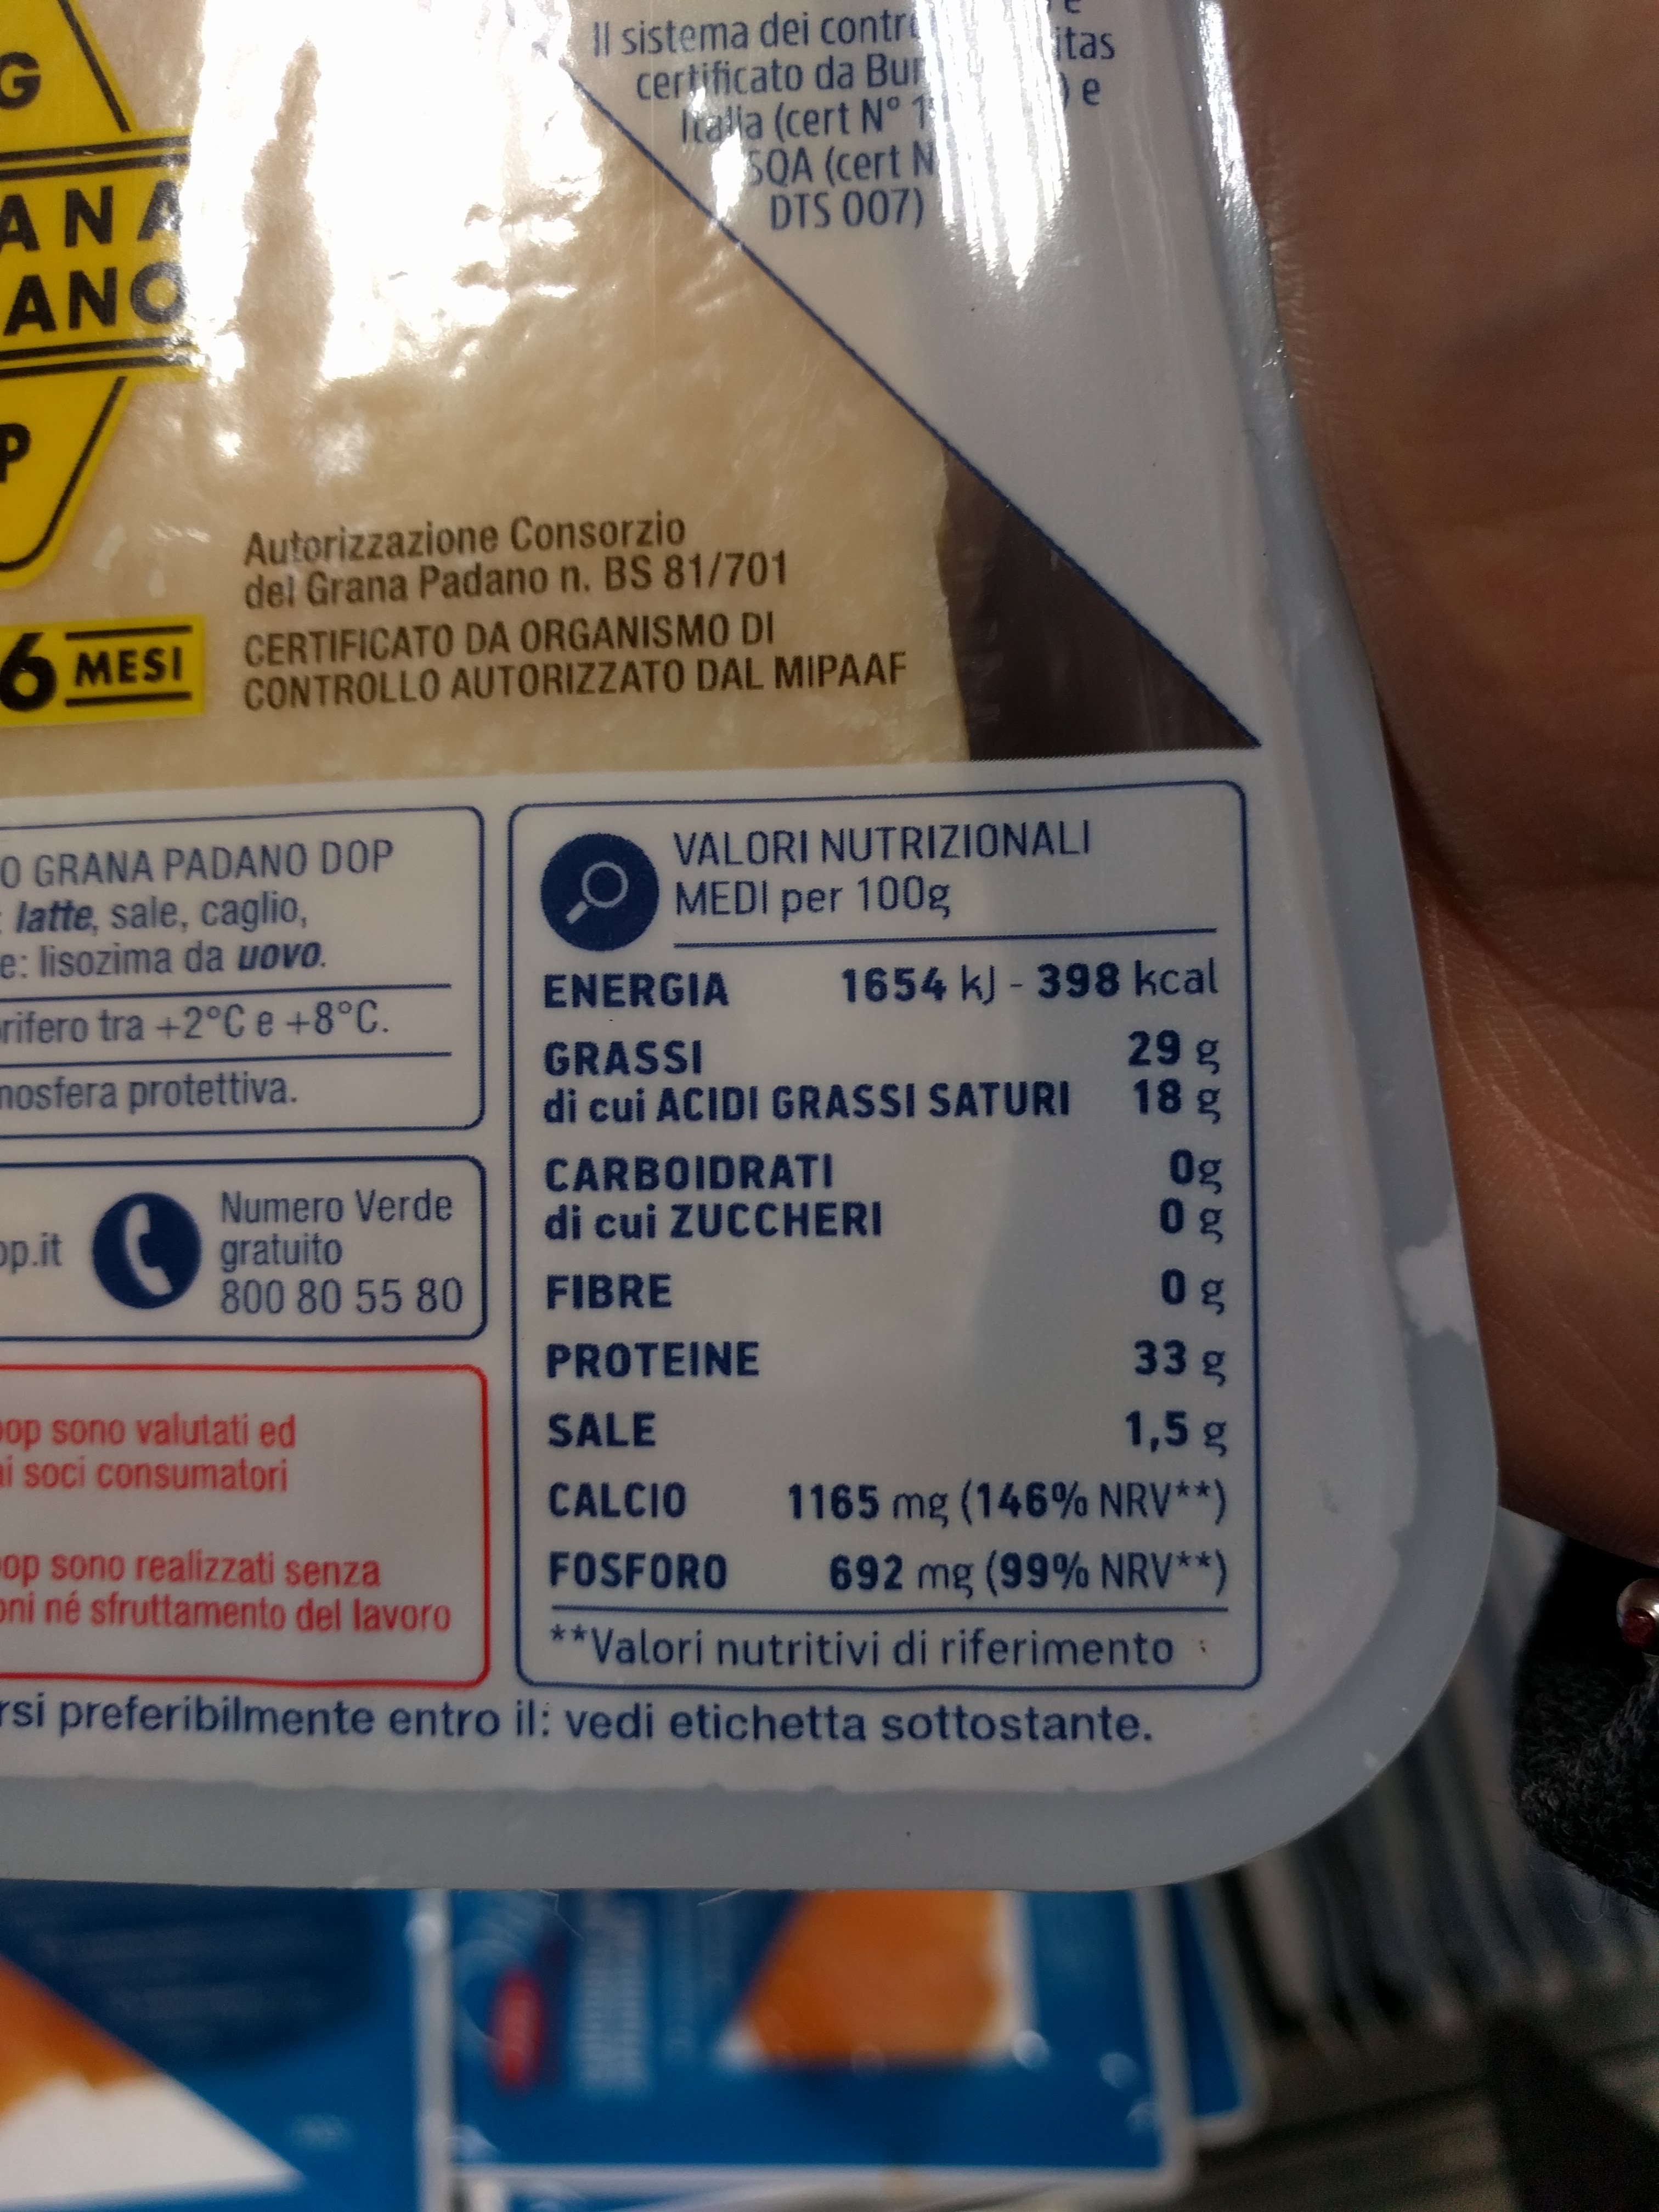 G
ANA
ANO
P
6 MESI
Il sistema dei
certificato da
itas
) e
Italia (cert N°
SQA (cert
DTS 007)
Autorizzazione Consorzio
del Grana Padano n. BS 81/701
CERTIFICATO DA ORGANISMO DI
CONTROLLO AUTORIZZATO DAL MIPAAF
O GRANA PADANO DOP
: latte, sale, caglio,
e: lisozima da uovo.
rifero tra +2°C e +8°C.
mosfera protettiva.
op.it
Numero Verde
gratuito
800 80 55 80
oop sono valutati ed
ai soci consumatori
oop sono realizzati senza
oni né sfruttamento del lavoro
VALORI NUTRIZIONALI
MEDI per 100g
ENERGIA 1654 kJ - 398 kcal
GRASSI 29 g
di cui ACIDI GRASSI SATURI 18 g
CARBOIDRATI 0g
di cui ZUCCHERI 0 g
FIBRE 0 g
PROTEINE 33 g
SALE 1,5 g
CALCIO 1165 mg (146% NRV**)
FOSFORO 692 mg (99% NRV**)
**Valori nutritivi di riferimento
rsi preferibilmente entro il: vedi etichetta sottostante.